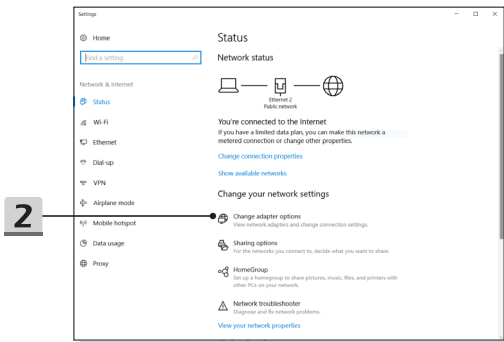 Settings
Home
Find a setting
Network & Internet
Status
Wi-Fi
Ethernet
Dial-up
VPN
Airplane mode
Mobile hotspot
Data usage
Proxy
2
Status
Network status
Ethernet 2
Public network
You're connected to the Internet
If you have a limited data plan, you can make this network a
metered connection or change other properties.
Change connection properties
Show available networks
Change your network settings
Change adapter options
View network adapters and change connection settings.
Sharing options
For the networks you connect to, decide what you want to share.
HomeGroup
Set up a homegroup to share pictures, music, files, and printers with
other PCs on your network.
Network troubleshooter
Diagnose and fix network problems.
View your network properties